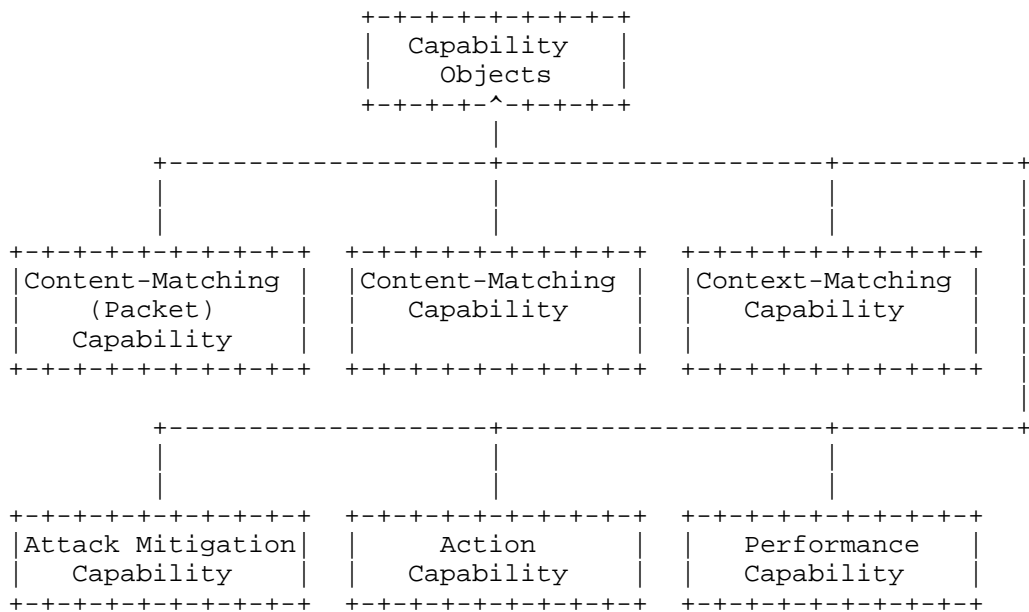 Capability
Objects
Content-Matching
(Packet)
Capability
Content-Matching
Capability
Context-Matching
Capability
Attack Mitigation
Capability
Action
Capability
Performance
Capability